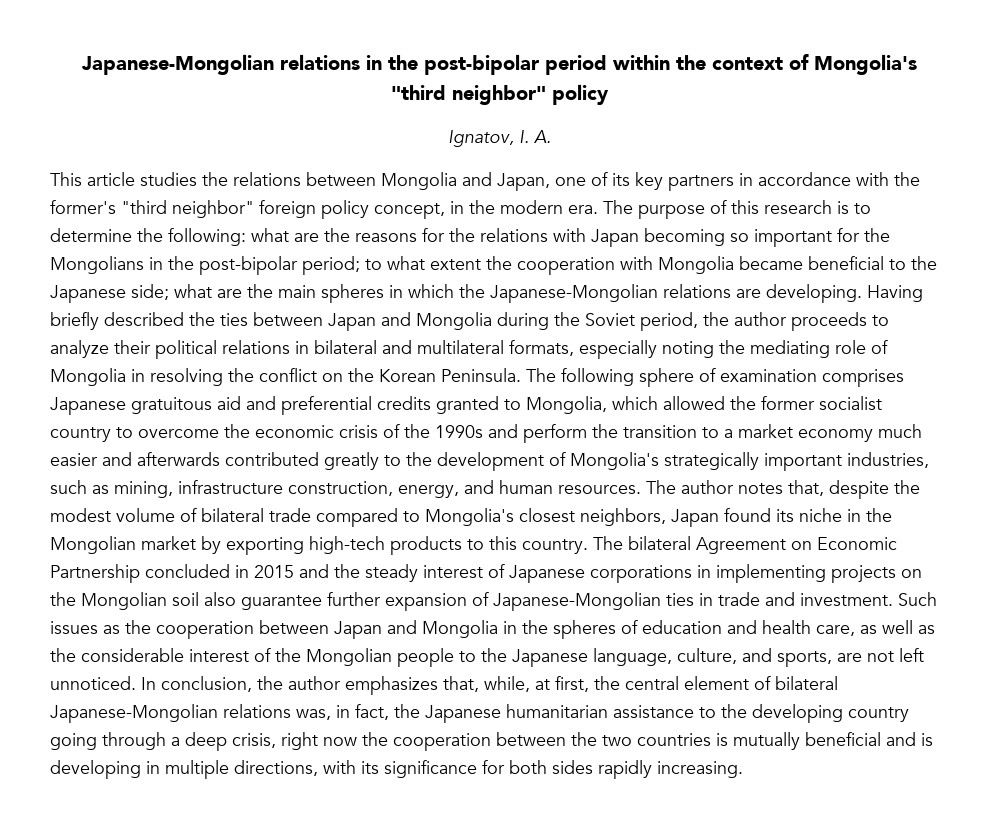 Japanese-Mongolian relations in the post-bipolar period within the context of Mongolia's
"third neighbor" policy
Ignatov, I. A.
This article studies the relations between Mongolia and Japan, one of its key partners in accordance with the
former's "third neighbor" foreign policy concept, in the modern era. The purpose of this research is to
determine the following: what are the reasons for the relations with Japan becoming so important for the
Mongolians in the post-bipolar period; to what extent the cooperation with Mongolia became beneficial to the
Japanese side; what are the main spheres in which the Japanese-Mongolian relations are developing. Having
briefly described the ties between Japan and Mongolia during the Soviet period, the author proceeds to
analyze their political relations in bilateral and multilateral formats, especially noting the mediating role of
Mongolia in resolving the conflict on the Korean Peninsula. The following sphere of examination comprises
Japanese gratuitous aid and preferential credits granted to Mongolia, which allowed the former socialist
country to overcome the economic crisis of the 1990s and perform the transition to a market economy much
easier and afterwards contributed greatly to the development of Mongolia's strategically important industries,
such as mining, infrastructure construction, energy, and human resources. The author notes that, despite the
modest volume of bilateral trade compared to Mongolia's closest neighbors, Japan found its niche in the
Mongolian market by exporting high-tech products to this country. The bilateral Agreement on Economic
Partnership concluded in 2015 and the steady interest of Japanese corporations in implementing projects on
the Mongolian soil also guarantee further expansion of Japanese-Mongolian ties in trade and investment. Such
issues as the cooperation between Japan and Mongolia in the spheres of education and health care, as well as
the considerable interest of the Mongolian people to the Japanese language, culture, and sports, are not left
unnoticed. In conclusion, the author emphasizes that, while, at first, the central element of bilateral
Japanese-Mongolian relations was, in fact, the Japanese humanitarian assistance to the developing country
going through a deep crisis, right now the cooperation between the two countries is mutually beneficial and is
developing in multiple directions, with its significance for both sides rapidly increasing.